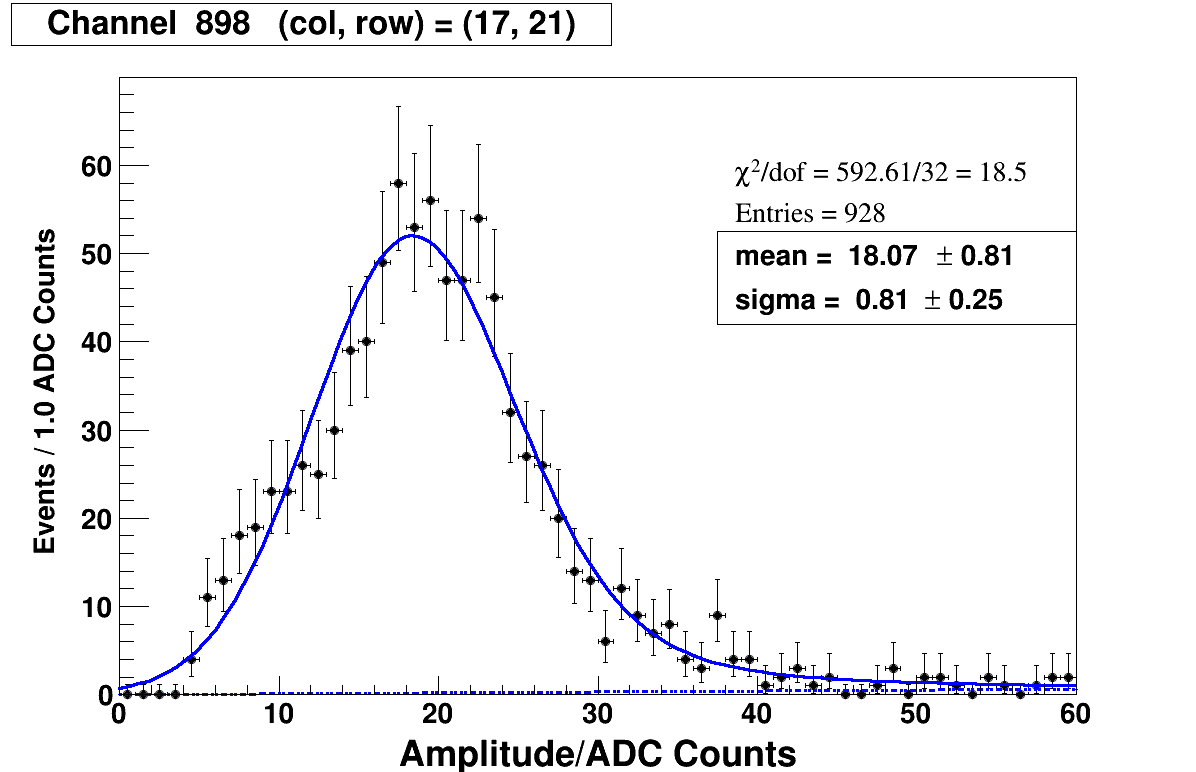 Channel 898 (col, row) = (17, 21)
χ²/dof = 592.61/32 = 18.5
Entries = 928
mean = 18.07 ± 0.81
sigma = 0.81 ± 0.25
Events / 1.0 ADC Counts
60
50
40
30
20
10
0
0 10 20 30 40 50 60
Amplitude/ADC Counts